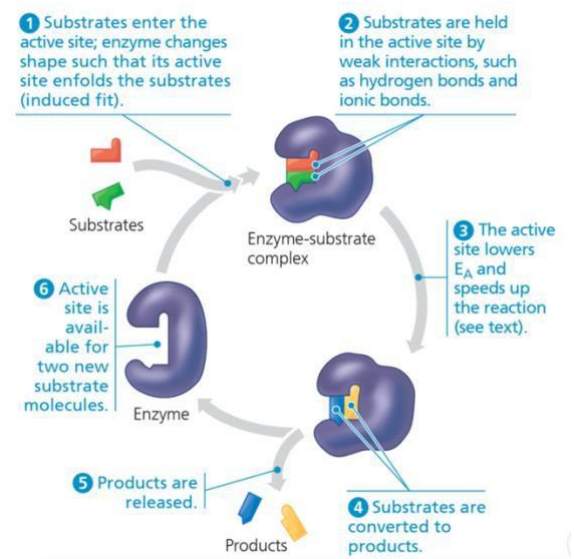 1 Substrates enter the
active site; enzyme changes
shape such that its active
site enfolds the substrates
(induced fit).
2 Substrates are held
in the active site by
weak interactions, such
as hydrogen bonds and
ionic bonds.
Substrates
Enzyme-substrate
complex
3 The active
site lowers
EA and
speeds up
the reaction
(see text).
6 Active
site is
avail-
able for
two new
substrate
molecules.
Enzyme
5 Products are
released.
Products
4 Substrates are
converted to
products.